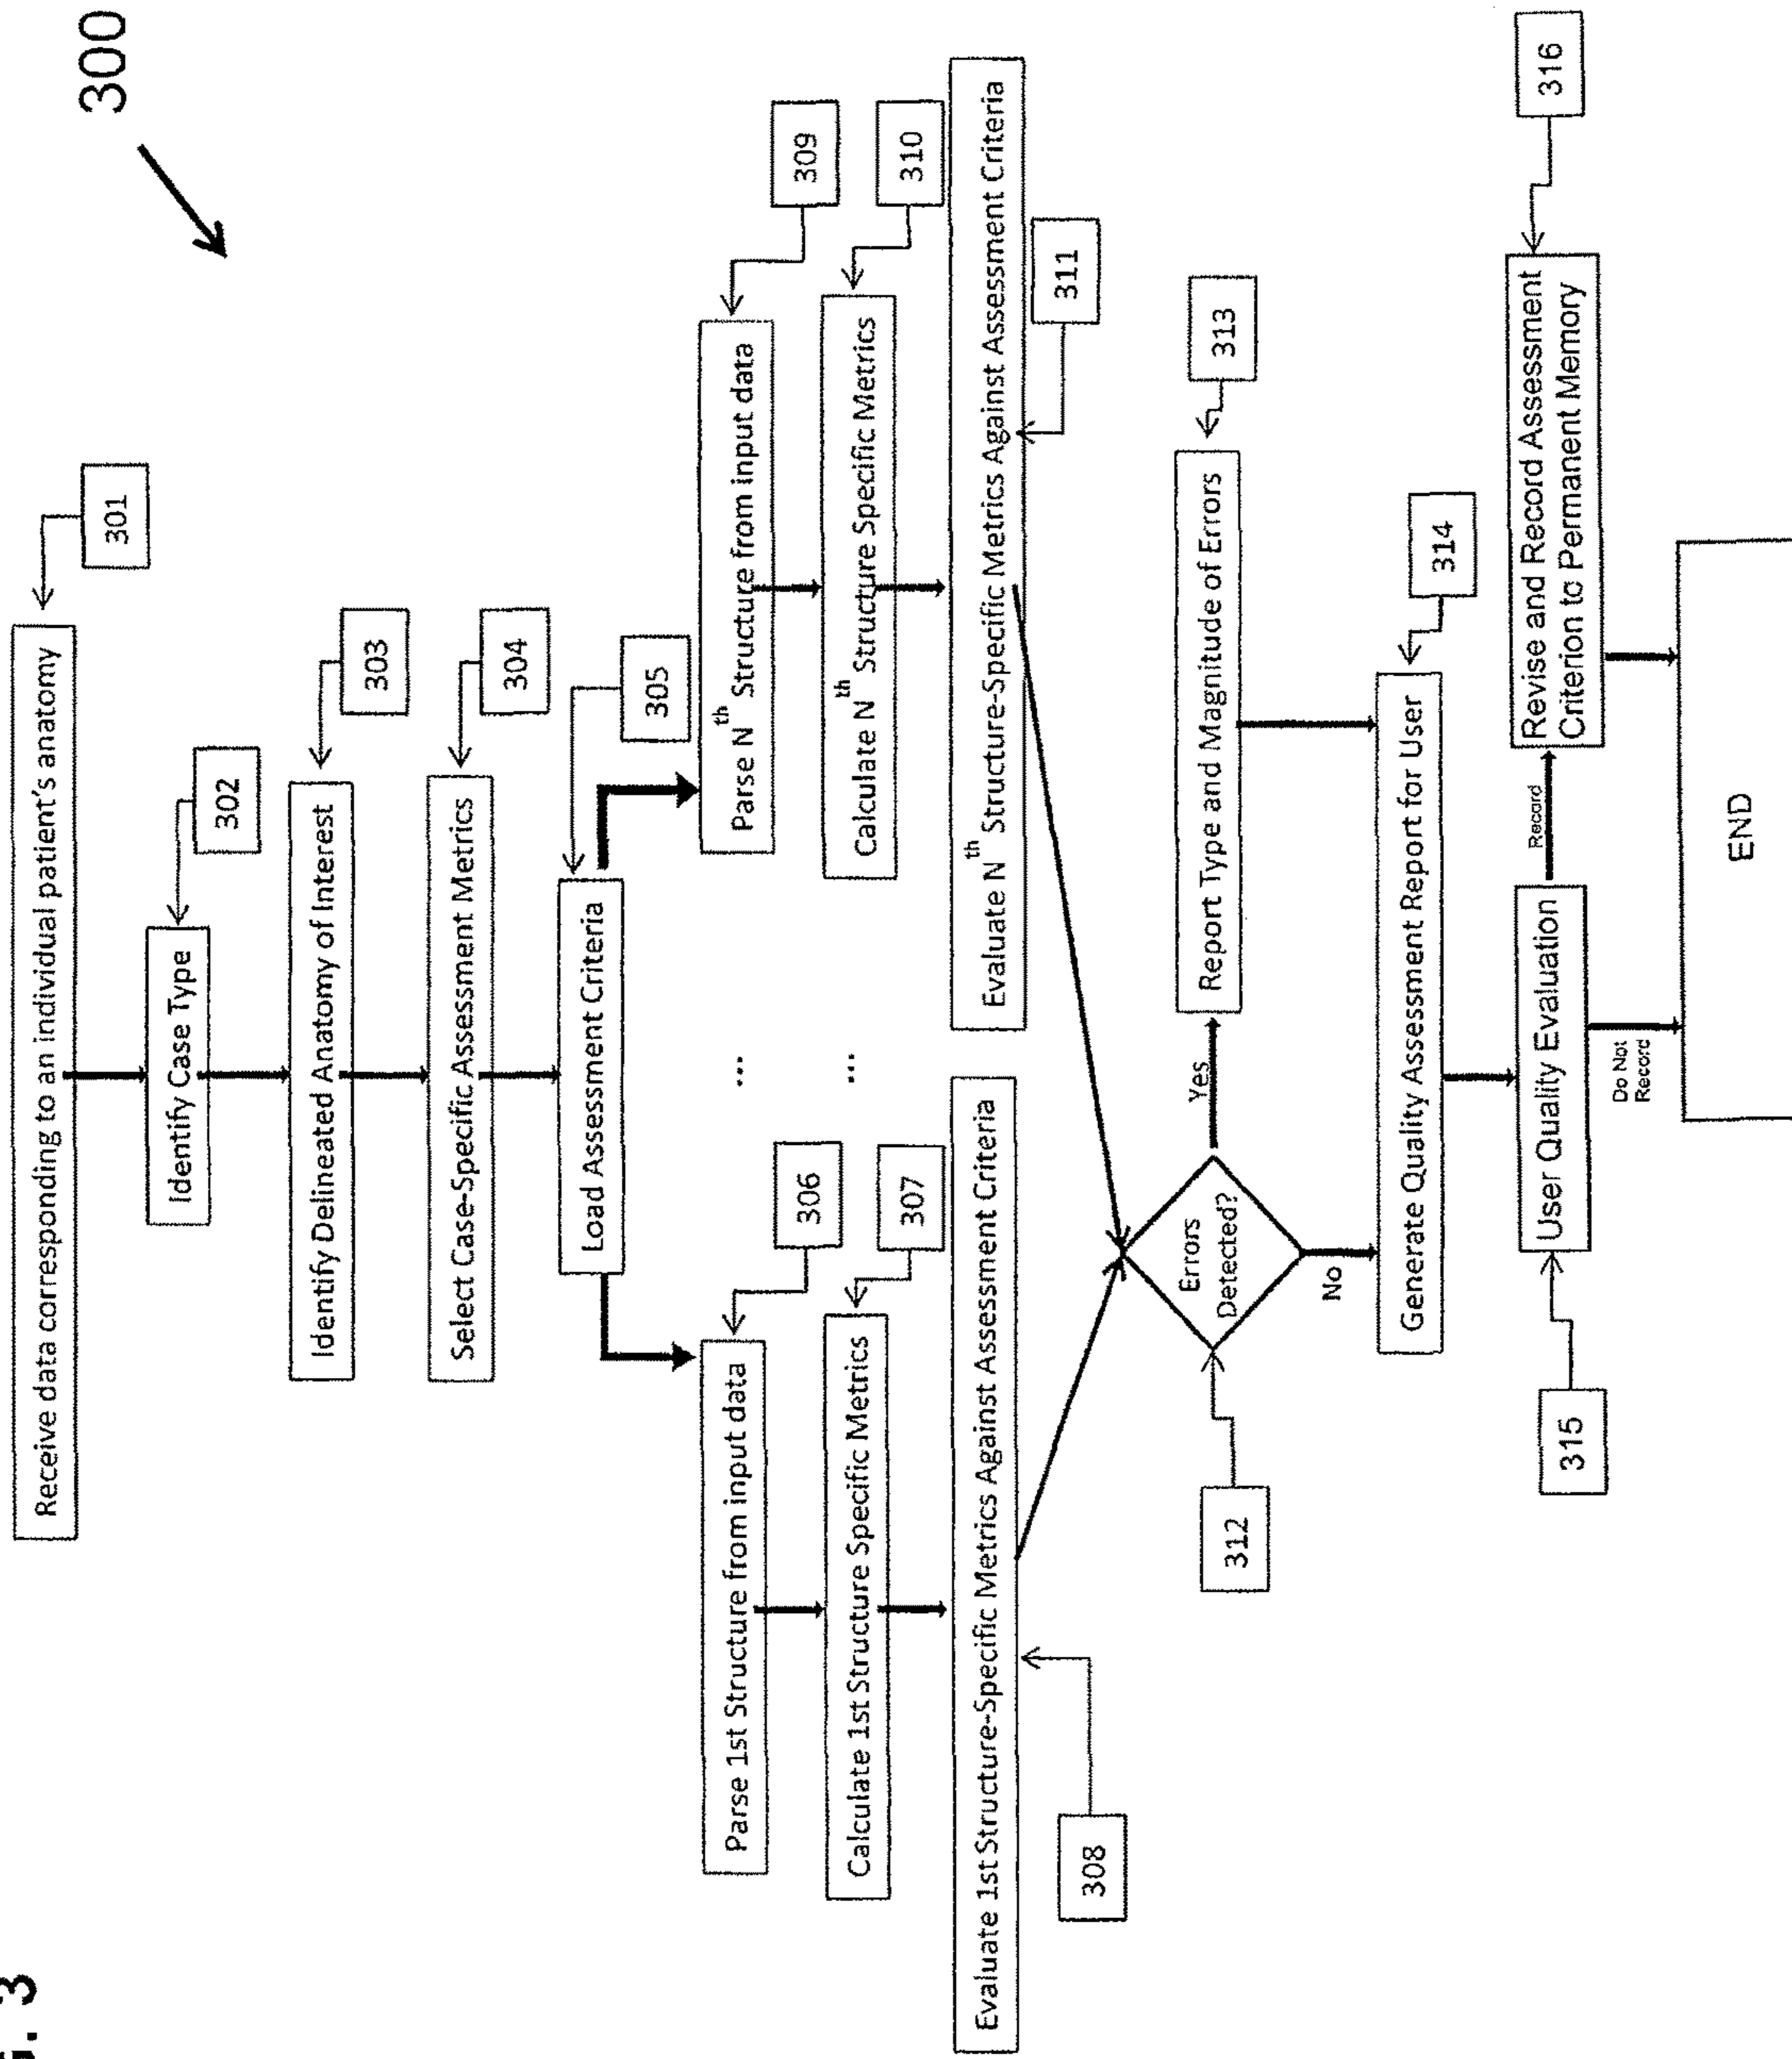 . 3
300
Receive data corresponding to an individual patient's anatomy
301
Identify Case Type
302
Identify Delineated Anatomy of Interest
303
Select Case-Specific Assessment Metrics
304
Load Assessment Criteria
305
Parse 1st Structure from input data
306
...
Parse Nth Structure from input data
309
Calculate 1st Structure Specific Metrics
307
...
Calculate Nth Structure Specific Metrics
310
Evaluate 1st Structure-Specific Metrics Against Assessment Criteria
308
Evaluate Nth Structure-Specific Metrics Against Assessment Criteria
311
312
Errors
Detected?
Yes
No
Report Type and Magnitude of Errors
313
Generate Quality Assessment Report for User
314
315
User Quality Evaluation
Record
Do Not
Record
Revise and Record Assessment
Criterion to Permanent Memory
316
END